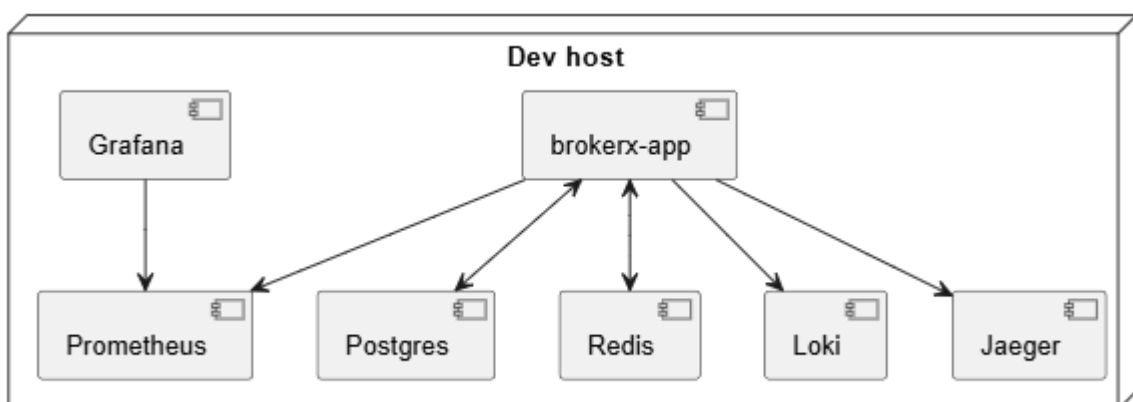 Dev host
Grafana
brokerx-app
Prometheus
Postgres
Redis
Loki
Jaeger